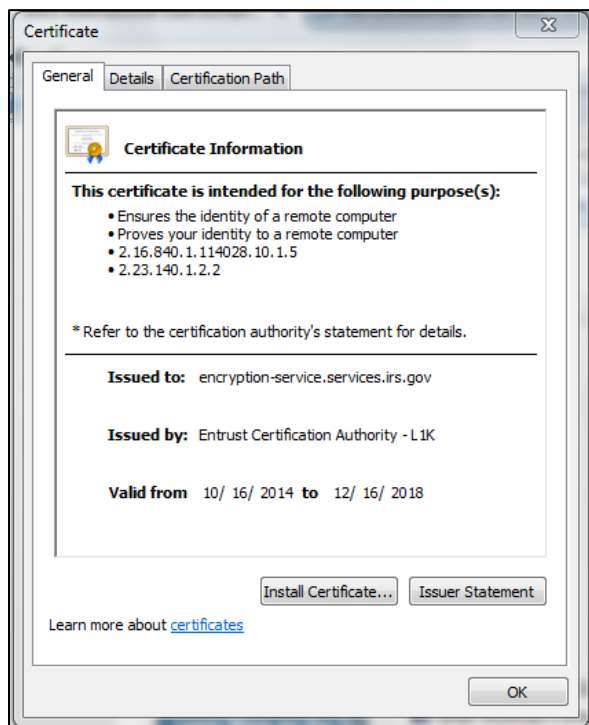 Certificate
General Details Certification Path
Certificate Information
This certificate is intended for the following purpose(s):
• Ensures the identity of a remote computer
• Proves your identity to a remote computer
• 2.16.840.1.114028.10.1.5
• 2.23.140.1.2.2
* Refer to the certification authority's statement for details.
Issued to: encryption-service.services.irs.gov
Issued by: Entrust Certification Authority - L1K
Valid from 10/ 16/ 2014 to 12/ 16/ 2018
Install Certificate... Issuer Statement
Learn more about certificates
OK